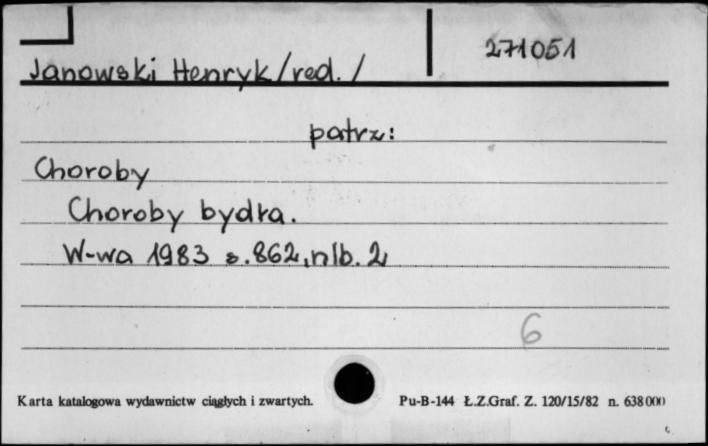 271051
Janowski Henryk /red./
patrz:
Choroby
Choroby bydła.
W-wa 1983 s. 862, nlb. 2
6
Karta katalogowa wydawnictw ciągłych i zwartych. Pu-B-144 Ł.Z.Graf. Z. 120/15/82 n. 638000